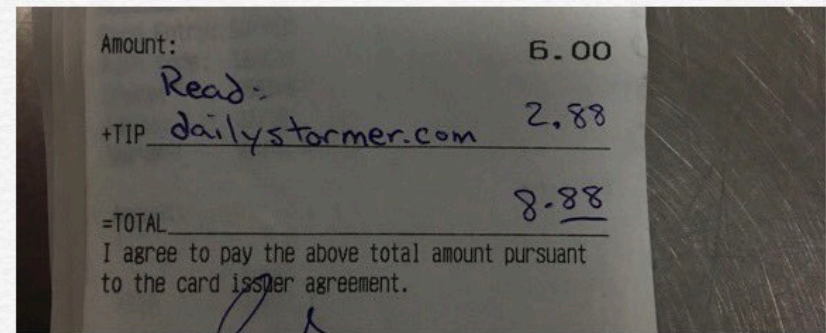 Amount: 6.00
Read:
+TIP dailystormer.com 2.88
=TOTAL 8.88
I agree to pay the above total amount pursuant
to the card issuer agreement.